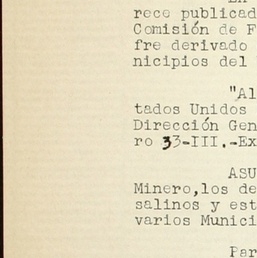 rece publicad
Comisión de F
fre derivado
nicipios del
"Al
tados Unidos
Dirección Gen
ro 33-III.-Ex
ASU
Minero,los de
salinos y est
varios Munici
Par